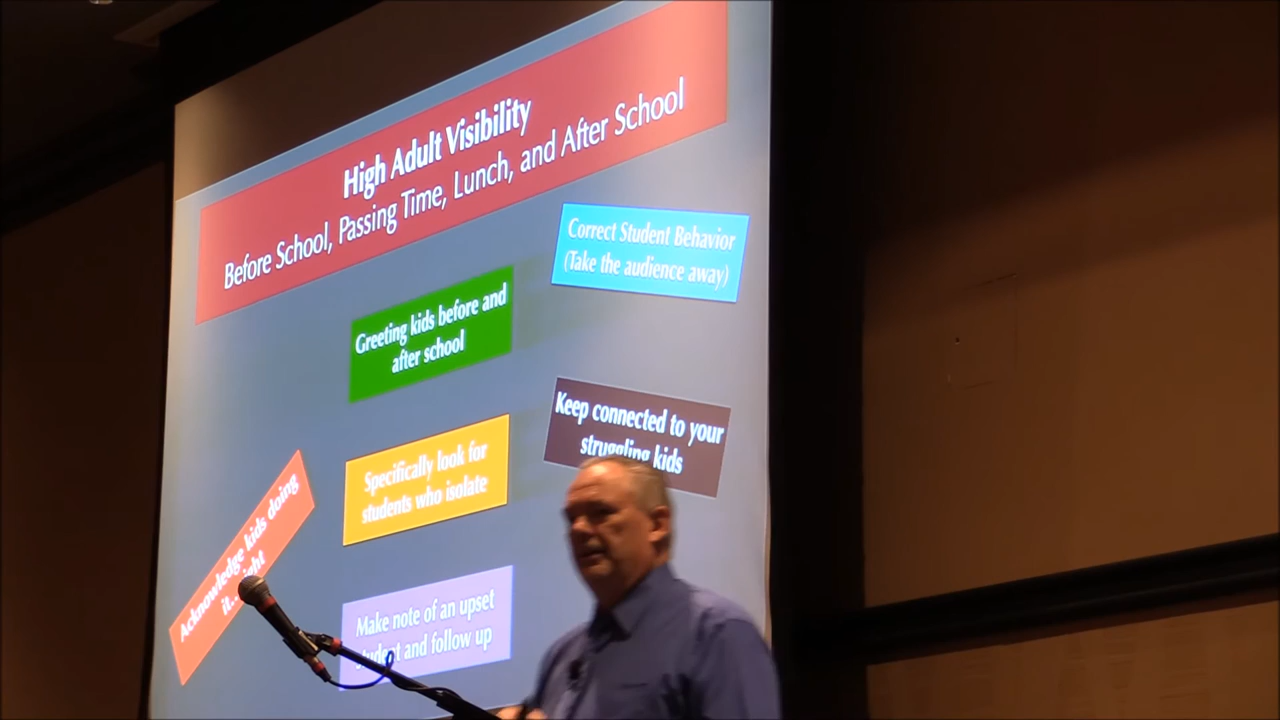 High Adult Visibility
Before School, Passing Time, Lunch, and After School
Correct Student Behavior
(Take the audience away)
Greeting kids before and
after school
Keep connected to your
struggling kids
Specifically look for
students who isolate
Acknowledge kids doing
Make note of an upset
student and follow up